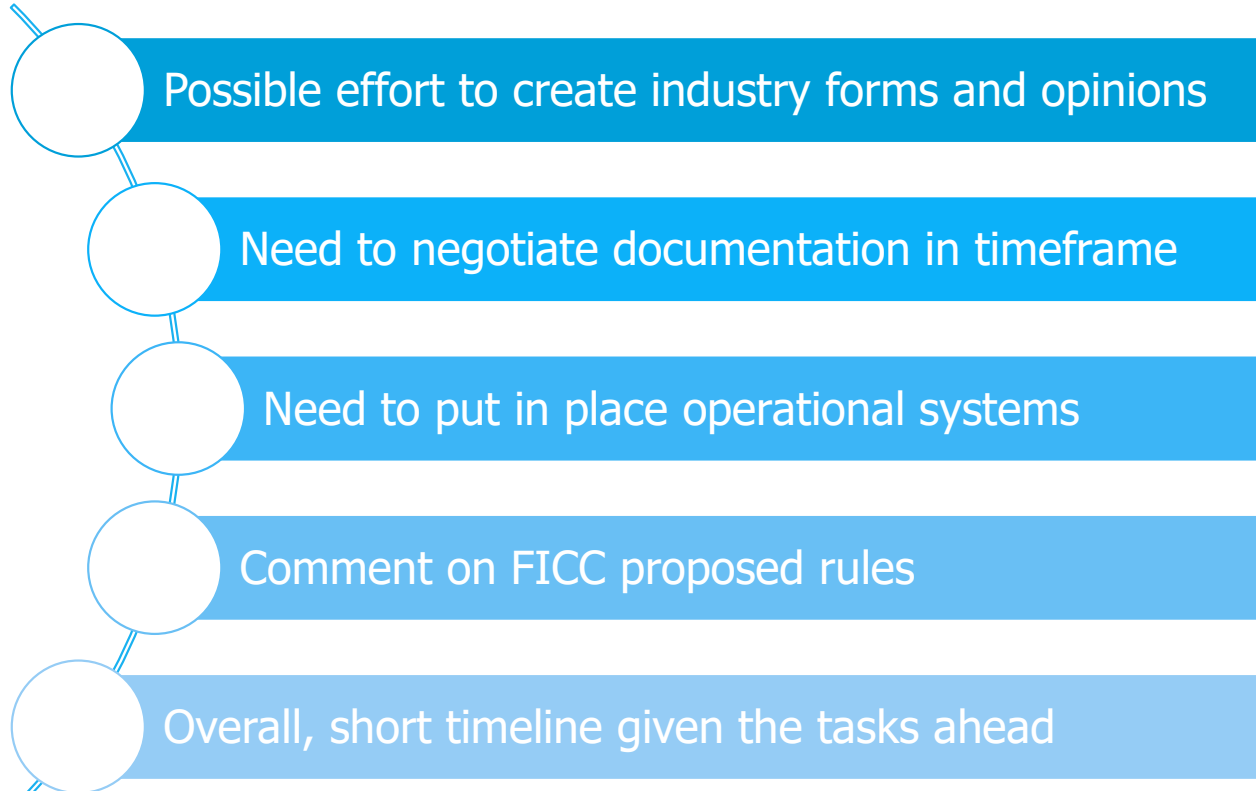 Possible effort to create industry forms and opinions
Need to negotiate documentation in timeframe
Need to put in place operational systems
Comment on FICC proposed rules
Overall, short timeline given the tasks ahead